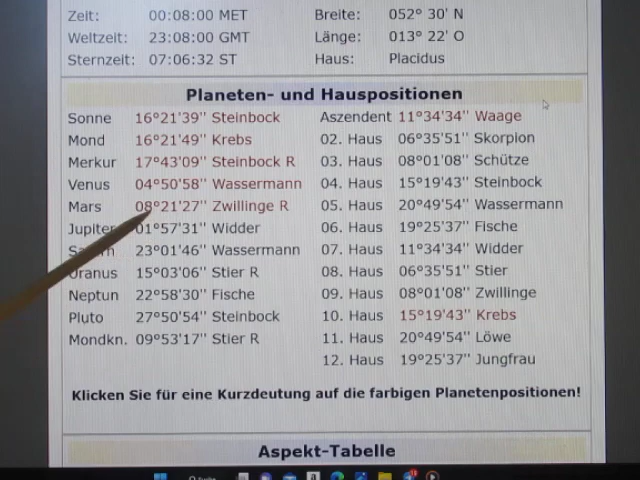 Zeit: 00:08:00 MET Breite: 052° 30' N
Weltzeit: 23:08:00 GMT Länge: 013° 22' O
Sternzeit: 07:06:32 ST Haus: Placidus
Planeten- und Hauspositionen
Sonne 16°21'39'' Steinbock Aszendent 11°34'34'' Waage
Mond 16°21'49'' Krebs 02. Haus 06°35'51'' Skorpion
Merkur 17°43'09'' Steinbock R 03. Haus 08°01'08'' Schütze
Venus 04°50'58'' Wassermann 04. Haus 15°19'43'' Steinbock
Mars 08°21'27'' Zwillinge R 05. Haus 20°49'54'' Wassermann
Jupiter 01°57'31'' Widder 06. Haus 19°25'37'' Fische
23°01'46'' Wassermann 07. Haus 11°34'34'' Widder
Uranus 15°03'06'' Stier R 08. Haus 06°35'51'' Stier
Neptun 22°58'30'' Fische 09. Haus 08°01'08'' Zwillinge
Pluto 27°50'54'' Steinbock 10. Haus 15°19'43'' Krebs
Mondkn. 09°53'17'' Stier R 11. Haus 20°49'54'' Löwe
12. Haus 19°25'37'' Jungfrau
Klicken Sie für eine Kurzdeutung auf die farbigen Planetenpositionen!
Aspekt-Tabelle